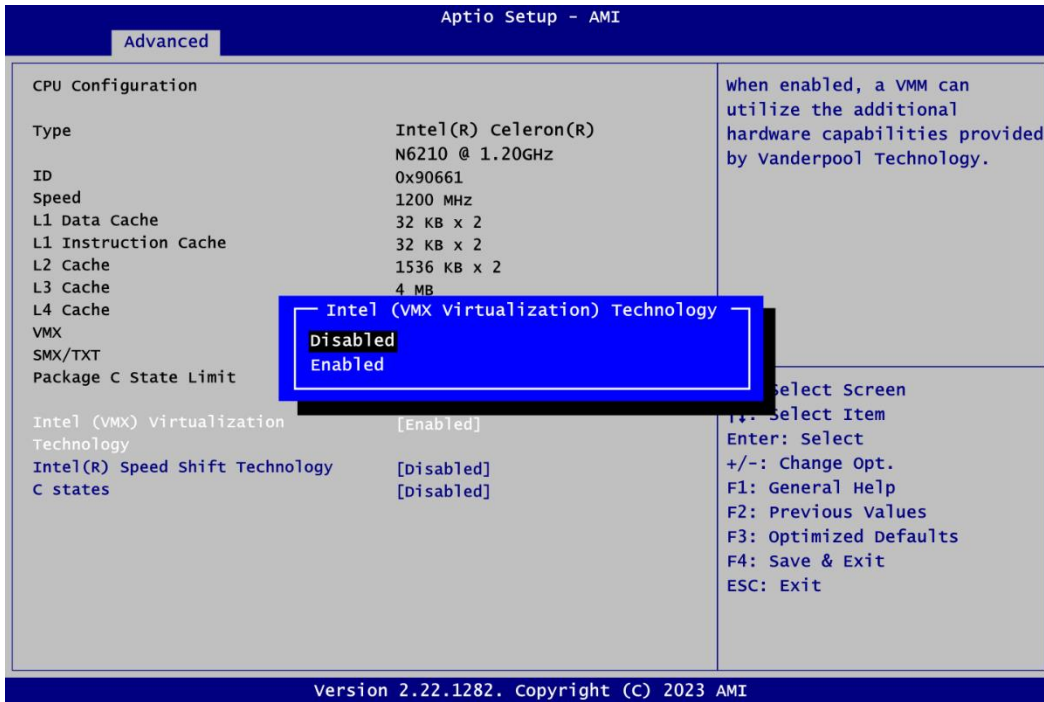 Aptio Setup - AMI
Advanced
CPU Configuration
Type Intel(R) Celeron(R)
N6210 @ 1.20GHz
ID 0x90661
Speed 1200 MHz
L1 Data Cache 32 KB x 2
L1 Instruction Cache 32 KB x 2
L2 Cache 1536 KB x 2
L3 Cache 4 MB
L4 Cache
VMX
SMX/TXT
Package C State Limit
Intel (VMX) Virtualization [Enabled]
Technology
Intel(R) Speed Shift Technology [Disabled]
C states [Disabled]
Intel (VMX Virtualization) Technology
Disabled
Enabled
When enabled, a VMM can
utilize the additional
hardware capabilities provided
by Vanderpool Technology.
Select Screen
Select Item
Enter: Select
+/-: Change Opt.
F1: General Help
F2: Previous Values
F3: Optimized Defaults
F4: Save & Exit
ESC: Exit
Version 2.22.1282. Copyright (C) 2023 AMI